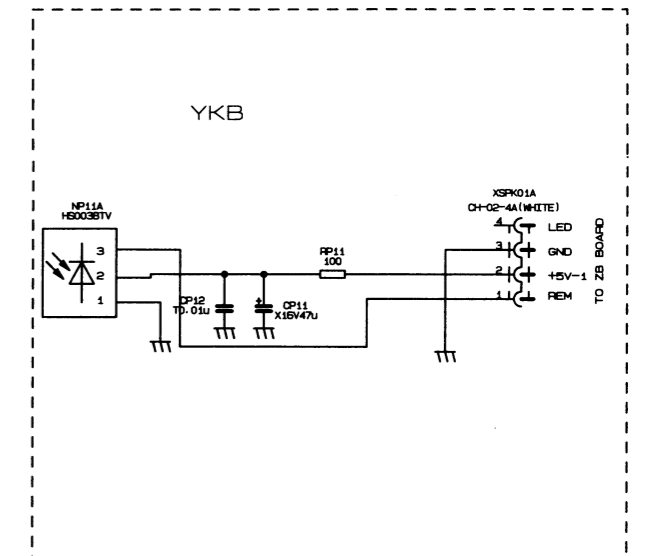 YKB
NP11A
HS0038TV
3
2
1
CP12
TD.01u
CP11
X16V47u
RP11
100
XSPK01A
CH-02-4A(WHITE)
4 LED
3 GND
2 +5V-1
1 REM
TO ZB BOARD
+